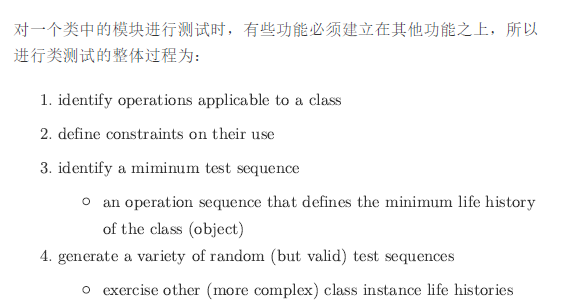 对一个类中的模块进行测试时，有些功能必须建立在其他功能之上，所以
进行类测试的整体过程为：
1. identify operations applicable to a class
2. define constraints on their use
3. identify a miminum test sequence
○ an operation sequence that defines the minimum life history
of the class (object)
4. generate a variety of random (but valid) test sequences
○ exercise other (more complex) class instance life histories